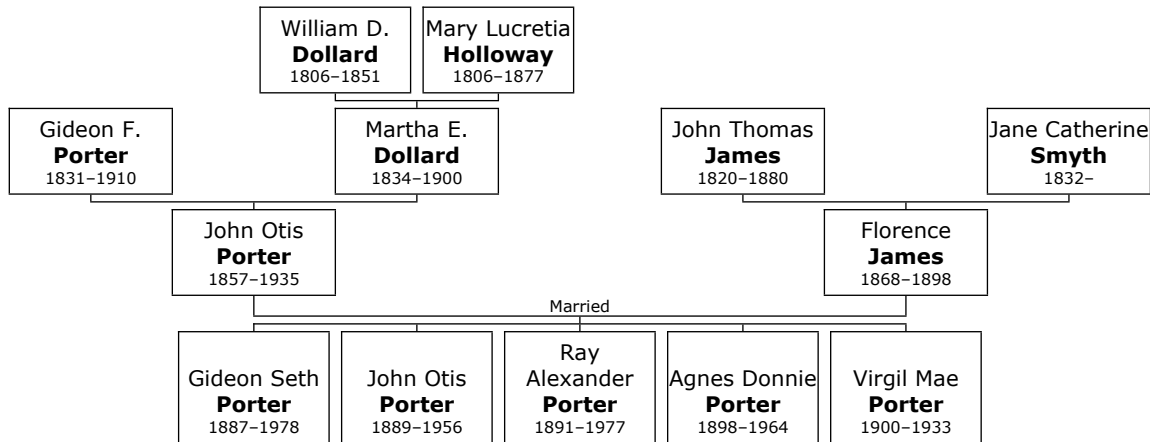 William D.
Dollard
1806–1851
Mary Lucretia
Holloway
1806–1877
Gideon F.
Porter
1831–1910
Martha E.
Dollard
1834–1900
John Thomas
James
1820–1880
Jane Catherine
Smyth
1832–
John Otis
Porter
1857–1935
Florence
James
1868–1898
Married
Gideon Seth
Porter
1887–1978
John Otis
Porter
1889–1956
Ray
Alexander
Porter
1891–1977
Agnes Donnie
Porter
1898–1964
Virgil Mae
Porter
1900–1933